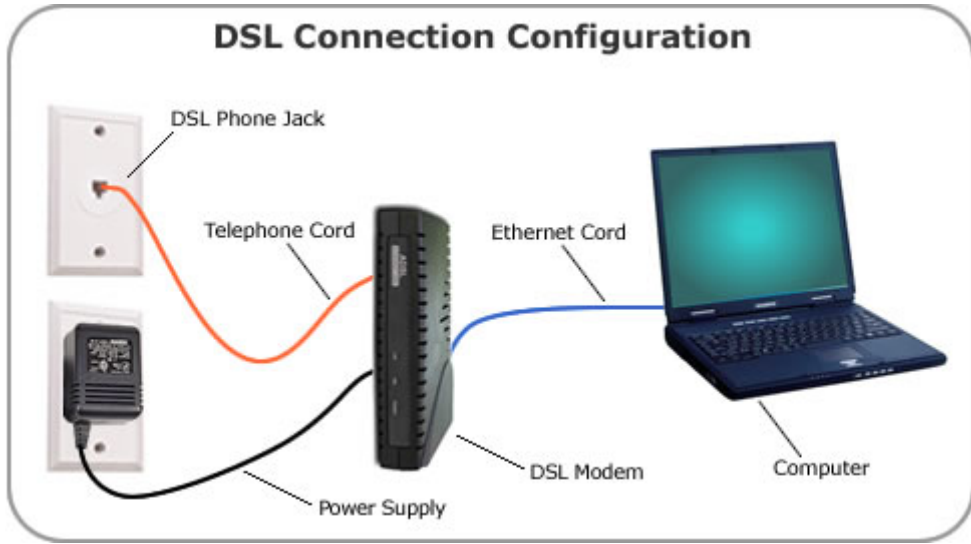 DSL Connection Configuration
DSL Phone Jack
Telephone Cord
Ethernet Cord
DSL Modem
Computer
Power Supply